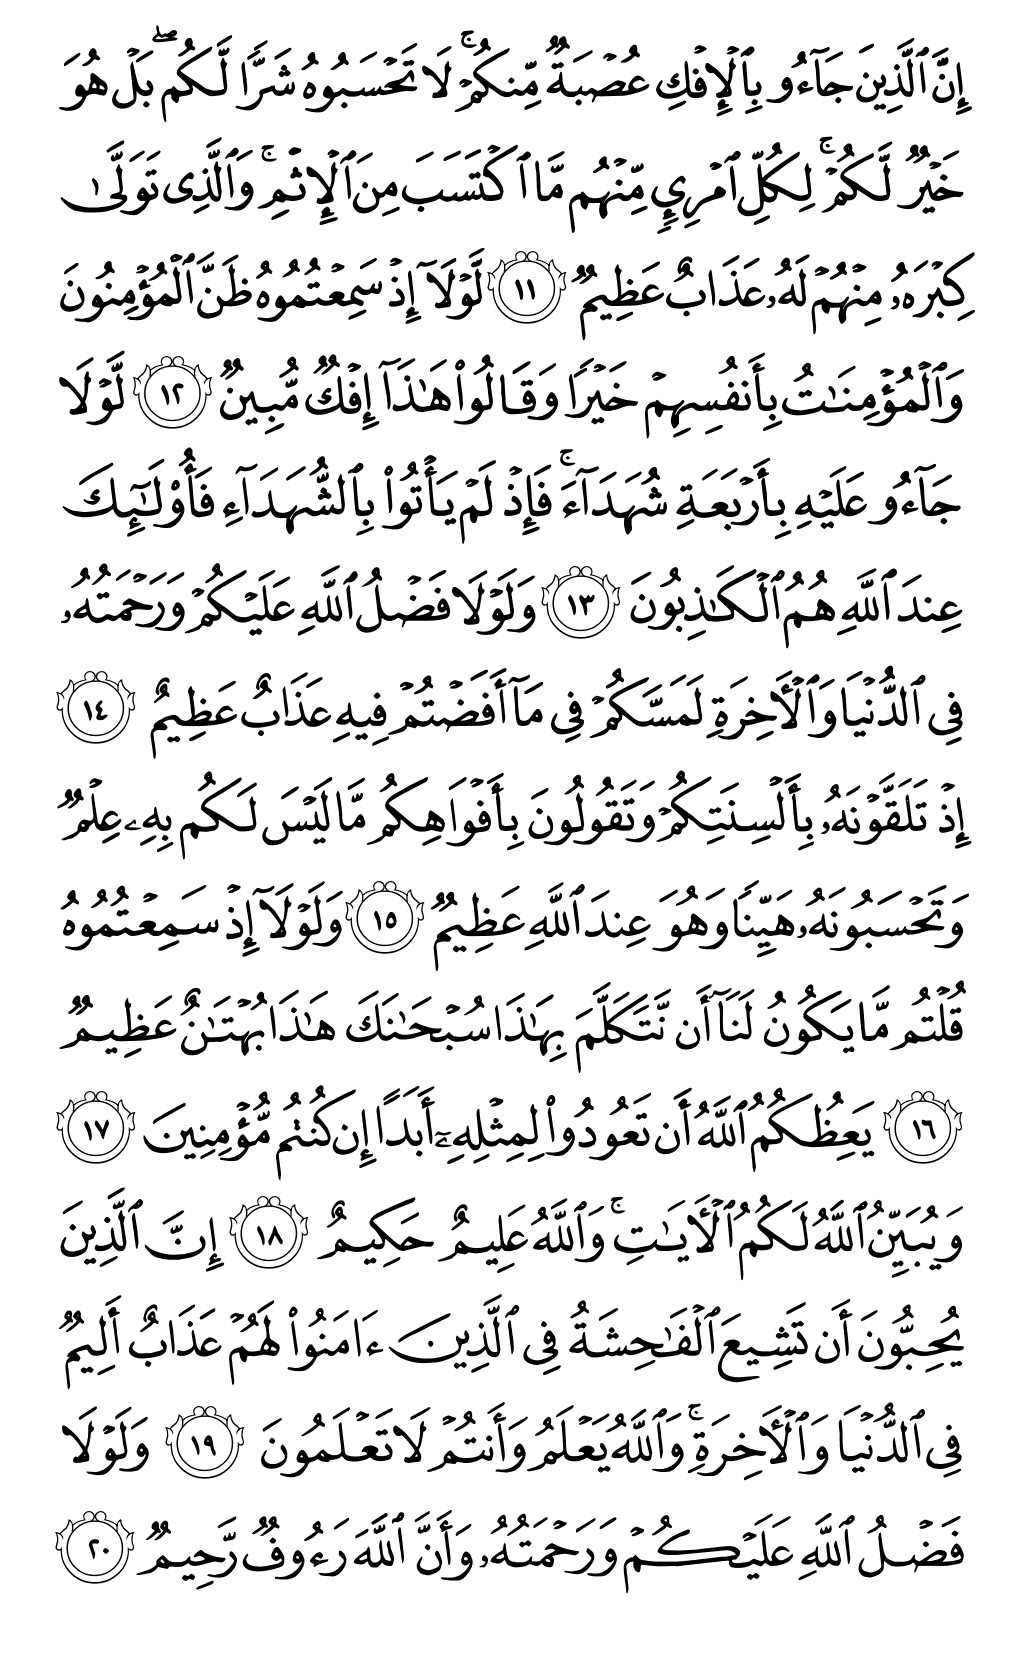 إِنَّ ٱلَّذِينَ جَآءُو بِٱلْإِفْكِ عُصْبَةٌ مِّنكُمْ ۚ لَا تَحْسَبُوهُ شَرًّا لَّكُم ۖ بَلْ هُوَ
خَيْرٌ لَّكُمْ ۚ لِكُلِّ ٱمْرِئٍ مِّنْهُم مَّا ٱكْتَسَبَ مِنَ ٱلْإِثْمِ ۚ وَٱلَّذِى تَوَلَّىٰ
كِبْرَهُۥ مِنْهُمْ لَهُۥ عَذَابٌ عَظِيمٌ ١١ لَّوْلَآ إِذْ سَمِعْتُمُوهُ ظَنَّ ٱلْمُؤْمِنُونَ
وَٱلْمُؤْمِنَـٰتُ بِأَنفُسِهِمْ خَيْرًا وَقَالُوا۟ هَـٰذَآ إِفْكٌ مُّبِينٌ ١٢ لَّوْلَا
جَآءُو عَلَيْهِ بِأَرْبَعَةِ شُهَدَآءَ ۚ فَإِذْ لَمْ يَأْتُوا۟ بِٱلشُّهَدَآءِ فَأُو۟لَـٰٓئِكَ
عِندَ ٱللَّهِ هُمُ ٱلْكَـٰذِبُونَ ١٣ وَلَوْلَا فَضْلُ ٱللَّهِ عَلَيْكُمْ وَرَحْمَتُهُۥ
فِى ٱلدُّنْيَا وَٱلْـَٔاخِرَةِ لَمَسَّكُمْ فِى مَآ أَفَضْتُمْ فِيهِ عَذَابٌ عَظِيمٌ ١٤
إِذْ تَلَقَّوْنَهُۥ بِأَلْسِنَتِكُمْ وَتَقُولُونَ بِأَفْوَاهِكُم مَّا لَيْسَ لَكُم بِهِۦ عِلْمٌ
وَتَحْسَبُونَهُۥ هَيِّنًا وَهُوَ عِندَ ٱللَّهِ عَظِيمٌ ١٥ وَلَوْلَآ إِذْ سَمِعْتُمُوهُ
قُلْتُم مَّا يَكُونُ لَنَآ أَن نَّتَكَلَّمَ بِهَـٰذَا سُبْحَـٰنَكَ هَـٰذَا بُهْتَـٰنٌ عَظِيمٌ
١٦ يَعِظُكُمُ ٱللَّهُ أَن تَعُودُوا۟ لِمِثْلِهِۦٓ أَبَدًا إِن كُنتُم مُّؤْمِنِينَ ١٧
وَيُبَيِّنُ ٱللَّهُ لَكُمُ ٱلْـَٔايَـٰتِ ۚ وَٱللَّهُ عَلِيمٌ حَكِيمٌ ١٨ إِنَّ ٱلَّذِينَ
يُحِبُّونَ أَن تَشِيعَ ٱلْفَـٰحِشَةُ فِى ٱلَّذِينَ ءَامَنُوا۟ لَهُمْ عَذَابٌ أَلِيمٌ
فِى ٱلدُّنْيَا وَٱلْـَٔاخِرَةِ ۚ وَٱللَّهُ يَعْلَمُ وَأَنتُمْ لَا تَعْلَمُونَ ١٩ وَلَوْلَا
فَضْلُ ٱللَّهِ عَلَيْكُمْ وَرَحْمَتُهُۥ وَأَنَّ ٱللَّهَ رَءُوفٌ رَّحِيمٌ ٢٠